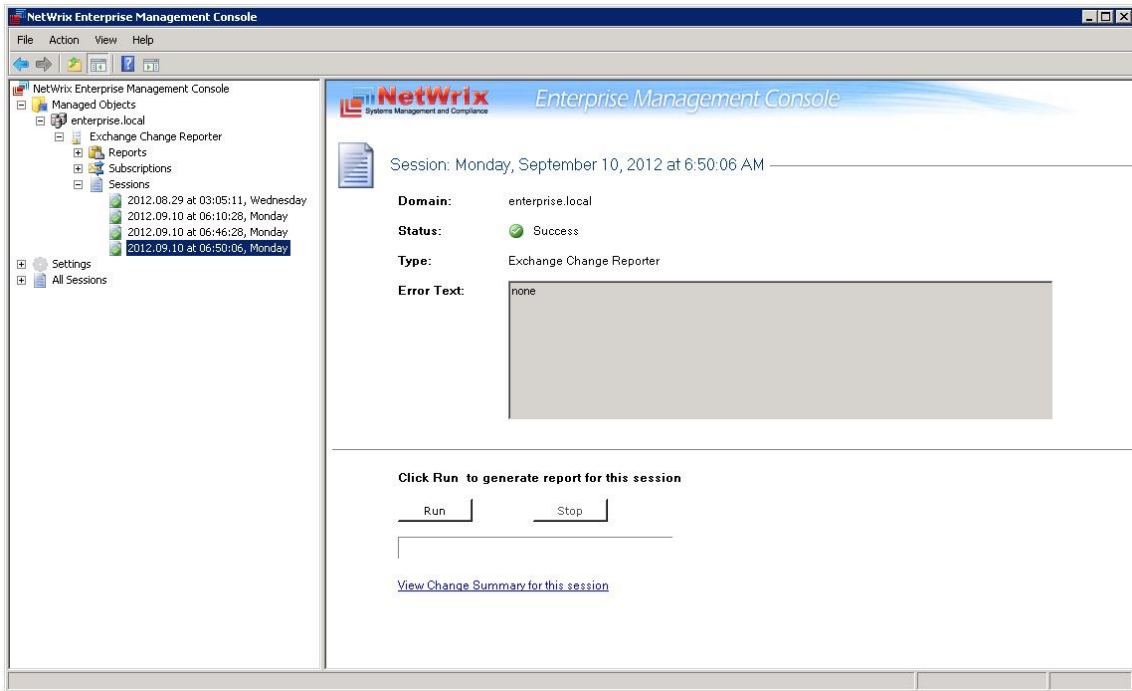 NetWrix Enterprise Management Console
File Action View Help
NetWrix Enterprise Management Console
Managed Objects
enterprise.local
Exchange Change Reporter
Reports
Subscriptions
Sessions
2012.08.29 at 03:05:11, Wednesday
2012.09.10 at 06:10:28, Monday
2012.09.10 at 06:46:28, Monday
2012.09.10 at 06:50:06, Monday
Settings
All Sessions
NetWrix Enterprise Management Console
Systems Management and Compliance
Session: Monday, September 10, 2012 at 6:50:06 AM
Domain: enterprise.local
Status: Success
Type: Exchange Change Reporter
Error Text: none
Click Run to generate report for this session
Run Stop
View Change Summary for this session